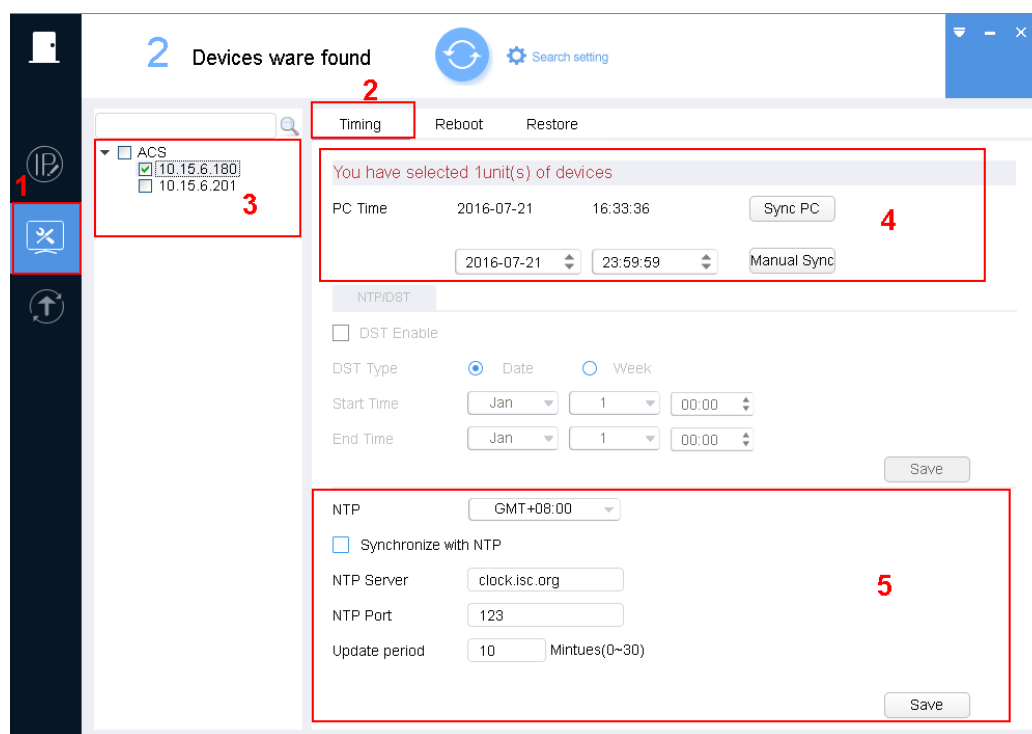 2 Devices ware found Search setting
2
Timing Reboot Restore
ACS
10.15.6.180
10.15.6.201
IP
1
3
You have selected 1unit(s) of devices
PC Time 2016-07-21 16:33:36 Sync PC
4
2016-07-21 23:59:59 Manual Sync
NTP/DST
DST Enable
DST Type Date Week
Start Time Jan 1 00:00
End Time Jan 1 00:00
Save
NTP GMT+08:00
Synchronize with NTP
NTP Server clock.isc.org
5
NTP Port 123
Update period 10 Mintues(0~30)
Save